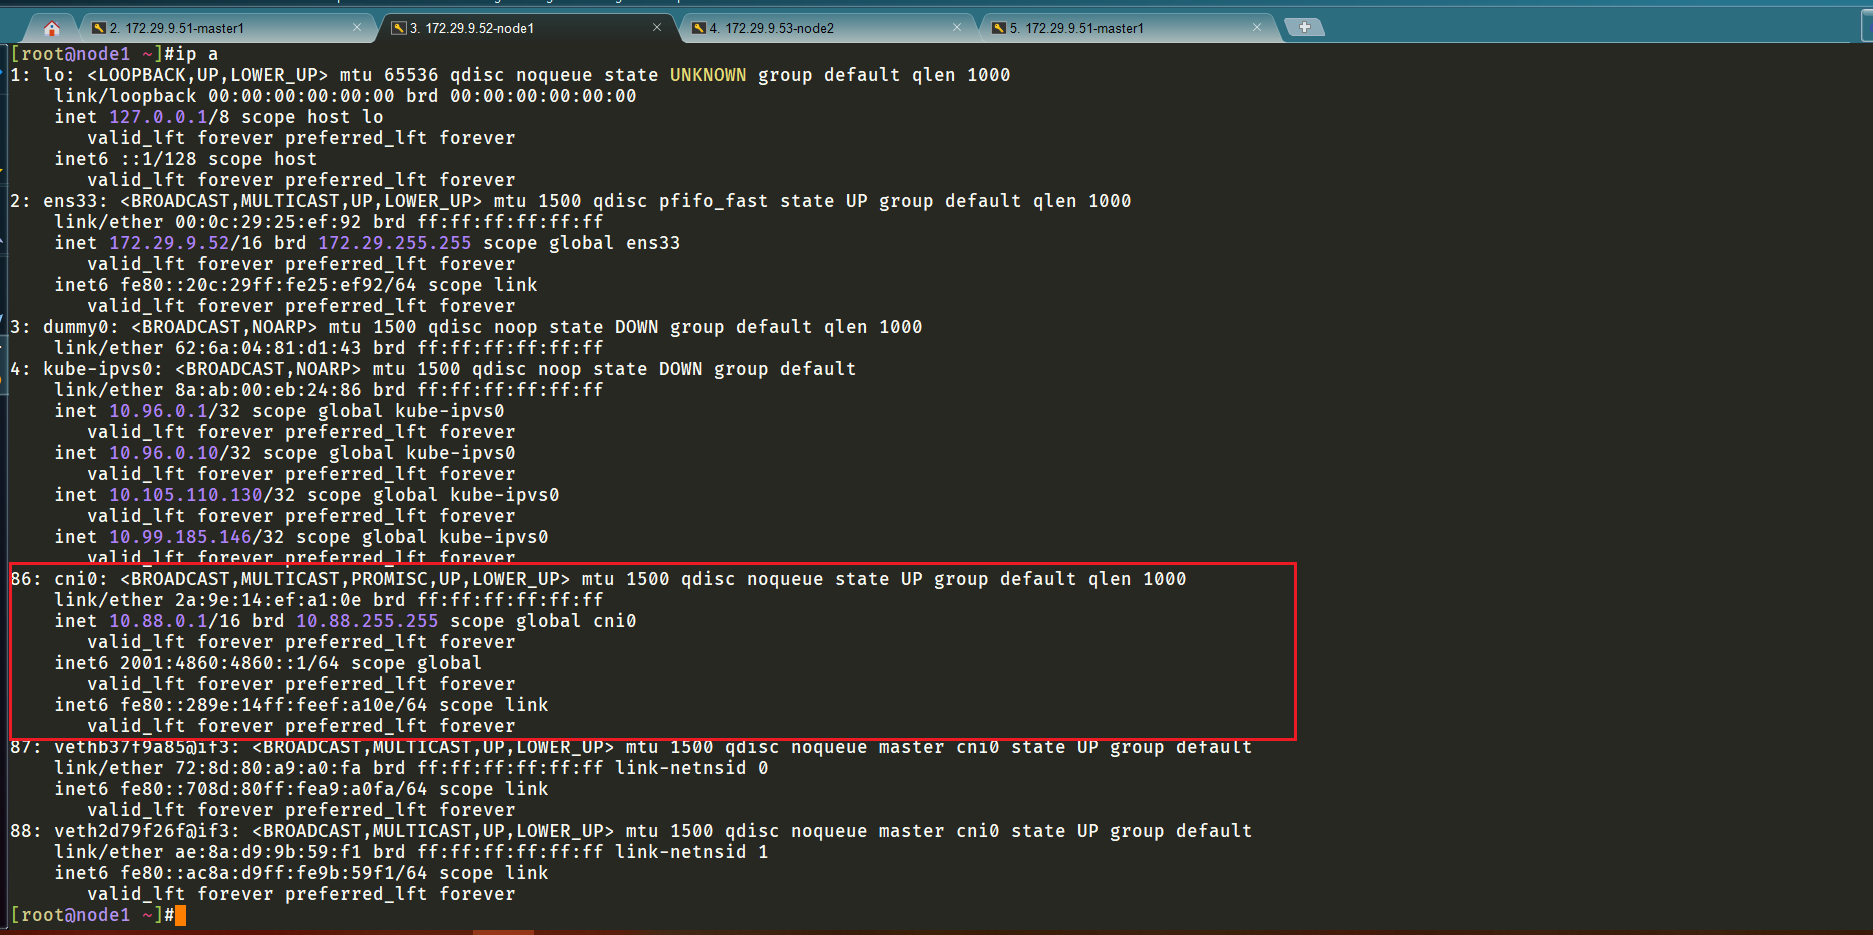 2. 172.29.9.51-master1
3. 172.29.9.52-node1
4. 172.29.9.53-node2
5. 172.29.9.51-master1
[root@node1 ~]#ip a
1: lo: <LOOPBACK,UP,LOWER_UP> mtu 65536 qdisc noqueue state UNKNOWN group default qlen 1000
link/loopback 00:00:00:00:00:00 brd 00:00:00:00:00:00
inet 127.0.0.1/8 scope host lo
valid_lft forever preferred_lft forever
inet6 ::1/128 scope host
valid_lft forever preferred_lft forever
2: ens33: <BROADCAST,MULTICAST,UP,LOWER_UP> mtu 1500 qdisc pfifo_fast state UP group default qlen 1000
link/ether 00:0c:29:25:ef:92 brd ff:ff:ff:ff:ff:ff
inet 172.29.9.52/16 brd 172.29.255.255 scope global ens33
valid_lft forever preferred_lft forever
inet6 fe80::20c:29ff:fe25:ef92/64 scope link
valid_lft forever preferred_lft forever
3: dummy0: <BROADCAST,NOARP> mtu 1500 qdisc noop state DOWN group default qlen 1000
link/ether 62:6a:04:81:d1:43 brd ff:ff:ff:ff:ff:ff
4: kube-ipvs0: <BROADCAST,NOARP> mtu 1500 qdisc noop state DOWN group default
link/ether 8a:ab:00:eb:24:86 brd ff:ff:ff:ff:ff:ff
inet 10.96.0.1/32 scope global kube-ipvs0
valid_lft forever preferred_lft forever
inet 10.96.0.10/32 scope global kube-ipvs0
valid_lft forever preferred_lft forever
inet 10.105.110.130/32 scope global kube-ipvs0
valid_lft forever preferred_lft forever
inet 10.99.185.146/32 scope global kube-ipvs0
valid_lft forever preferred_lft forever
86: cni0: <BROADCAST,MULTICAST,PROMISC,UP,LOWER_UP> mtu 1500 qdisc noqueue state UP group default qlen 1000
link/ether 2a:9e:14:ef:a1:0e brd ff:ff:ff:ff:ff:ff
inet 10.88.0.1/16 brd 10.88.255.255 scope global cni0
valid_lft forever preferred_lft forever
inet6 2001:4860:4860::1/64 scope global
valid_lft forever preferred_lft forever
inet6 fe80::289e:14ff:feef:a10e/64 scope link
valid_lft forever preferred_lft forever
87: vethb37f9a85@if3: <BROADCAST,MULTICAST,UP,LOWER_UP> mtu 1500 qdisc noqueue master cni0 state UP group default
link/ether 72:8d:80:a9:a0:fa brd ff:ff:ff:ff:ff:ff link-netnsid 0
inet6 fe80::708d:80ff:fea9:a0fa/64 scope link
valid_lft forever preferred_lft forever
88: veth2d79f26f@if3: <BROADCAST,MULTICAST,UP,LOWER_UP> mtu 1500 qdisc noqueue master cni0 state UP group default
link/ether ae:8a:d9:9b:59:f1 brd ff:ff:ff:ff:ff:ff link-netnsid 1
inet6 fe80::ac8a:d9ff:fe9b:59f1/64 scope link
valid_lft forever preferred_lft forever
[root@node1 ~]#